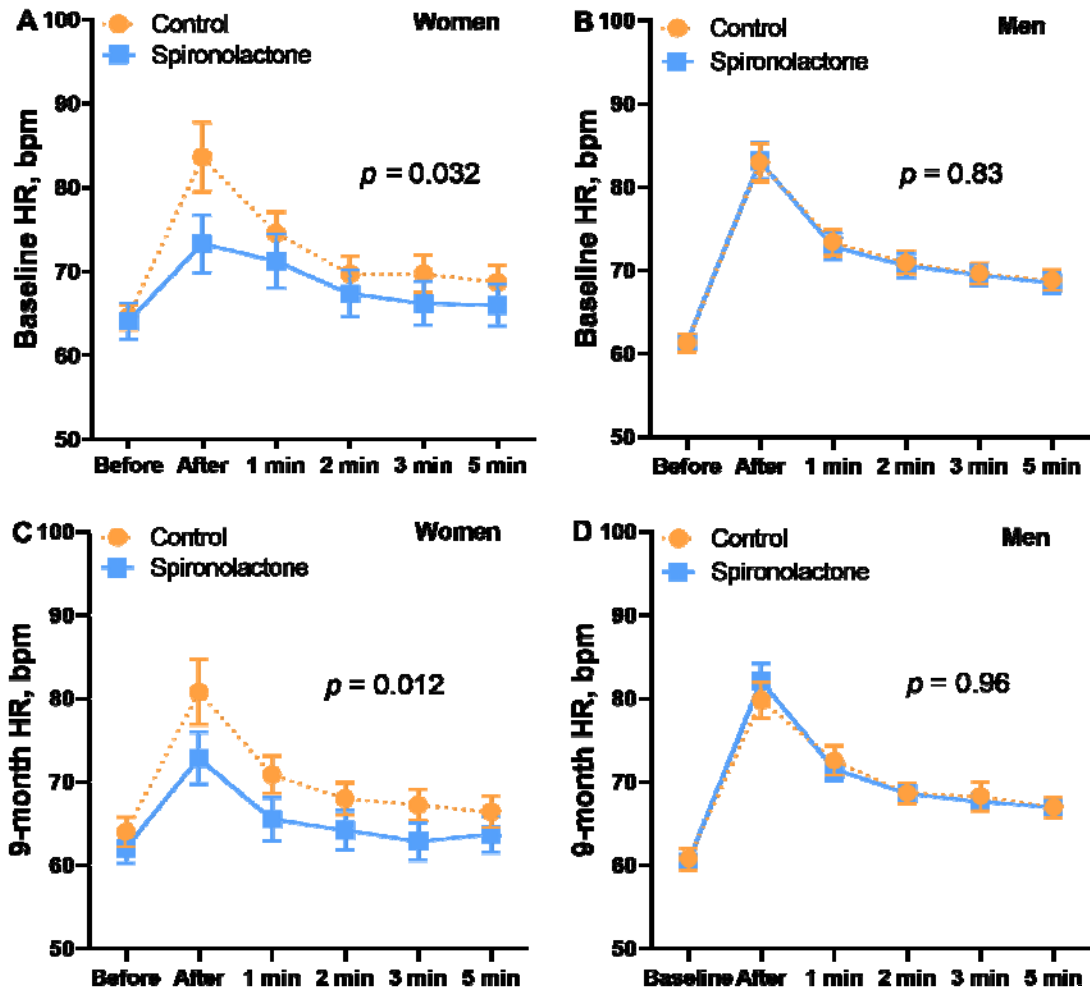 A
Control
Spironolactone
Women
Baseline HR, bpm
100
90
80
70
60
50
p = 0.032
Before After 1 min 2 min 3 min 5 min
B
Control
Spironolactone
Men
Baseline HR, bpm
100
90
80
70
60
50
p = 0.83
Before After 1 min 2 min 3 min 5 min
C
Control
Spironolactone
Women
9-month HR, bpm
100
90
80
70
60
50
p = 0.012
Before After 1 min 2 min 3 min 5 min
D
Control
Spironolactone
Men
9-month HR, bpm
100
90
80
70
60
50
p = 0.96
Baseline After 1 min 2 min 3 min 5 min